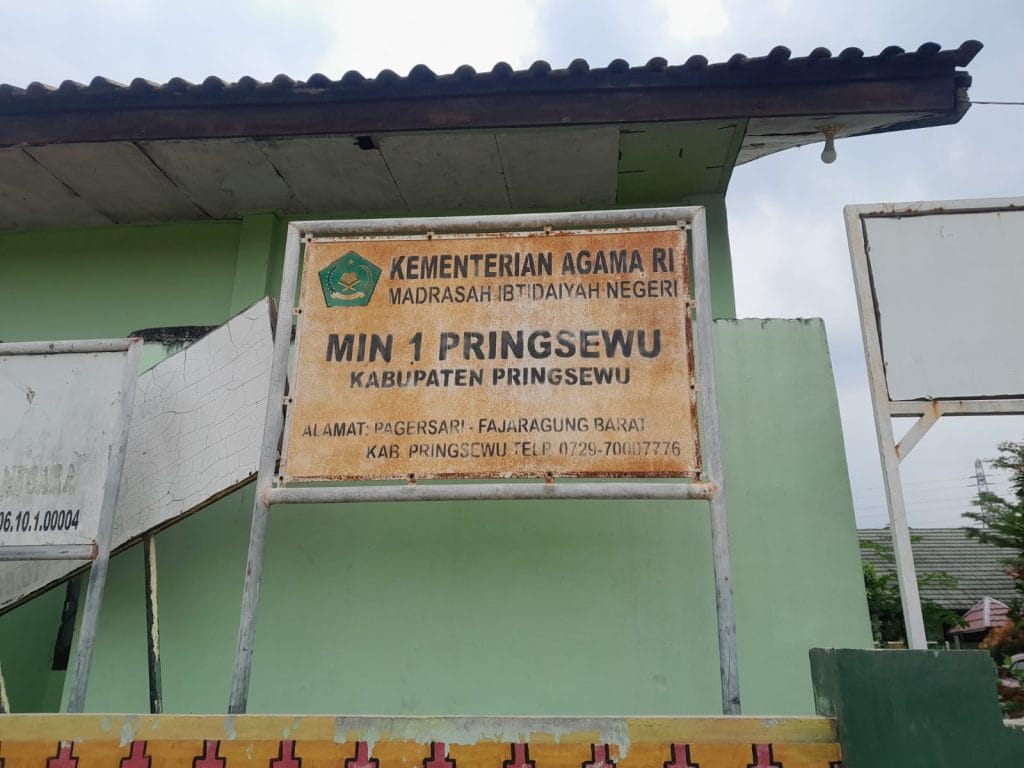 KEMENTERIAN AGAMA RI
MADRASAH IBTIDAIYAH NEGERI
MIN 1 PRINGSEWU
KABUPATEN PRINGSEWU
ALAMAT: PAGERSARI - FAJARAGUNG BARAT
KAB. PRINGSEWU TELP. 0729-70007776
06.10.1.00004